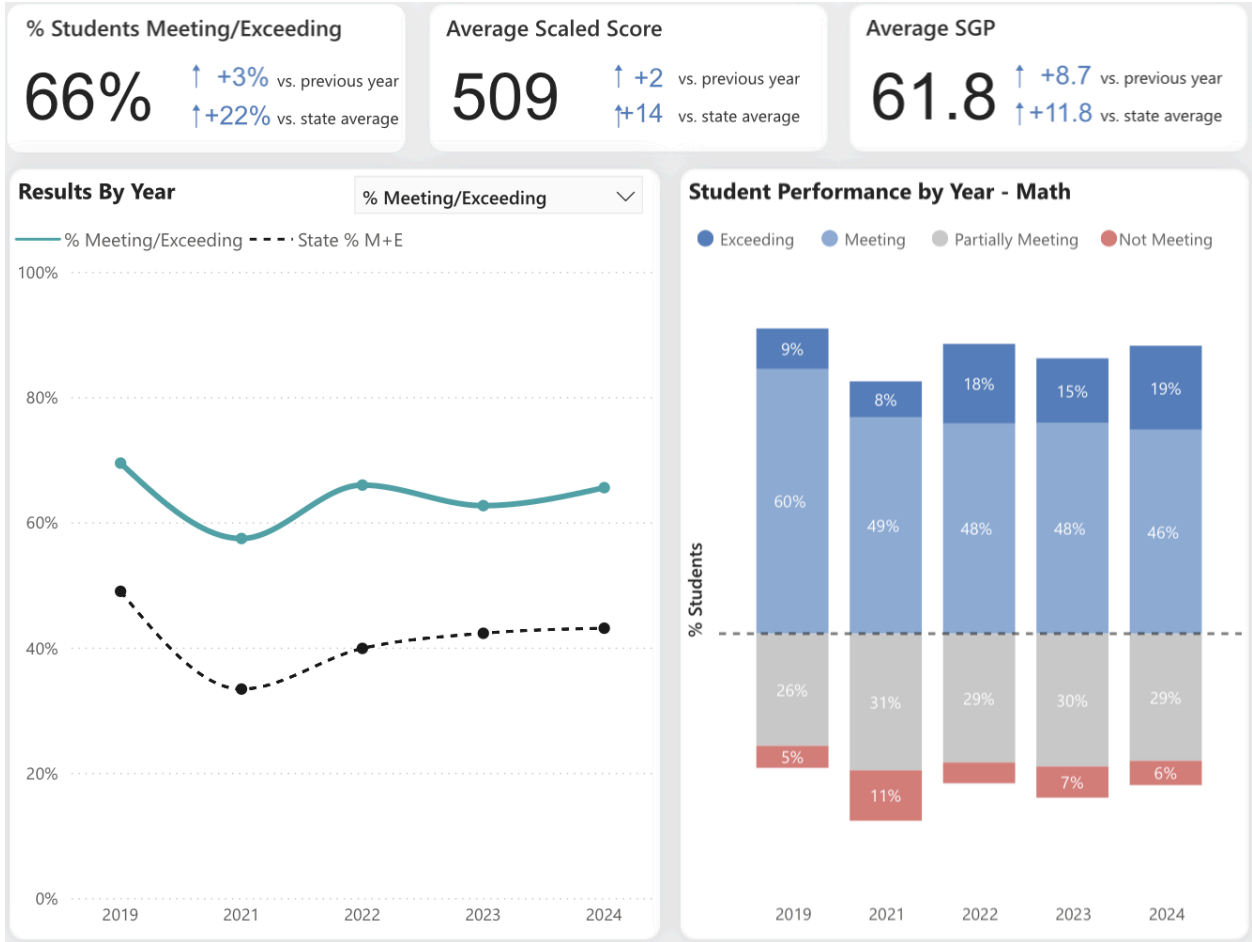 % Students Meeting/Exceeding
66%
↑ +3% vs. previous year
↑+22% vs. state average
Average Scaled Score
509
↑ +2 vs. previous year
↑+14 vs. state average
Average SGP
61.8
↑ +8.7 vs. previous year
↑+11.8 vs. state average
Results By Year
% Meeting/Exceeding
% Meeting/Exceeding State % M+E
100%
80%
60%
40%
20%
0%
2019 2021 2022 2023 2024
Student Performance by Year - Math
Exceeding Meeting Partially Meeting Not Meeting
% Students
9% 8% 18% 15% 19%
60% 49% 48% 48% 46%
26% 31% 29% 30% 29%
5% 11% 7% 6%
2019 2021 2022 2023 2024